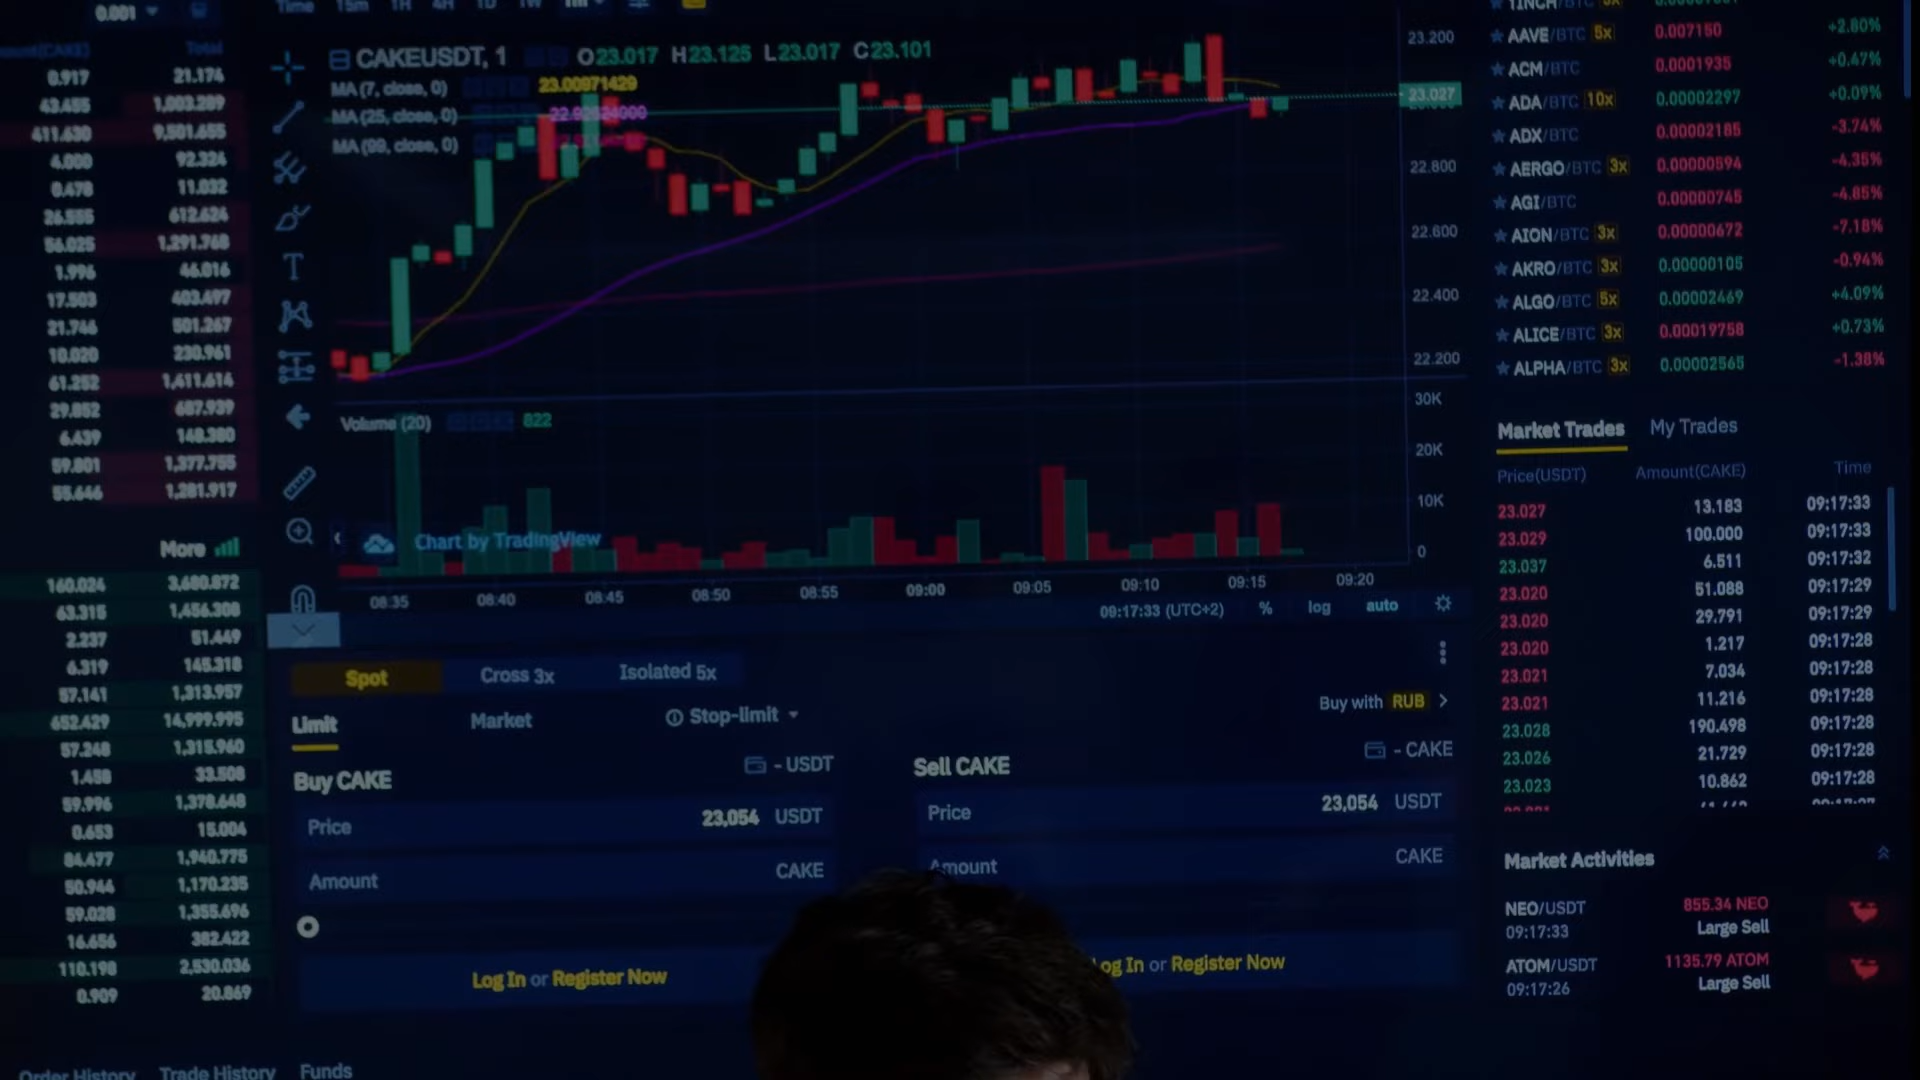 0.001
Time 15m 1H 4H 1D 1W
Total
0.917 21.174
43.455 1,003.289
411.630 9,501.655
4.000 92.324
0.478 11.032
26.555 612.624
56.025 1,291.768
1.996 46.016
17.503 403.497
21.746 501.267
10.020 230.961
61.252 1,411.614
29.852 687.939
6.439 148.380
59.801 1,377.755
55.646 1,281.917
More
160.024 3,680.872
63.315 1,456.308
2.237 51.449
6.319 145.318
57.141 1,313.957
652.429 14,999.995
57.248 1,315.960
1.458 33.508
59.996 1,378.648
0.653 15.004
84.477 1,940.775
50.944 1,170.235
59.028 1,355.696
16.656 382.422
110.198 2,530.036
0.909 20.869
Order History Trade History Funds
CAKEUSDT, 1 O23.017 H23.125 L23.017 C23.101
MA (7, close, 0) 23.00971429
MA (25, close, 0)
MA (99, close, 0)
23.200
23.027
22.800
22.600
22.400
22.200
Volume (20) 822
30K
20K
10K
0
Chart by TradingView
08:35 08:40 08:45 08:50 08:55 09:00 09:05 09:10 09:15 09:20
09:17:33 (UTC+2) % log auto
Spot Cross 3x Isolated 5x
Buy with RUB
Limit Market Stop-limit
Buy CAKE - USDT
Price 23,054 USDT
Amount CAKE
Log In or Register Now
Sell CAKE - CAKE
Price 23,054 USDT
Amount CAKE
Log In or Register Now
1INCH/BTC
AAVE/BTC 5x 0.007150 +2.80%
ACM/BTC 0.0001935 +0.47%
ADA/BTC 10x 0.00002297 +0.09%
ADX/BTC 0.00002185 -3.74%
AERGO/BTC 3x 0.00000594 -4.35%
AGI/BTC 0.00000745 -4.85%
AION/BTC 3x 0.00000672 -7.18%
AKRO/BTC 3x 0.00000105 -0.94%
ALGO/BTC 5x 0.00002469 +4.09%
ALICE/BTC 3x 0.00019758 +0.73%
ALPHA/BTC 3x 0.00002565 -1.38%
Market Trades My Trades
Price(USDT) Amount(CAKE) Time
23.027 13.183 09:17:33
23.029 100.000 09:17:33
23.037 6.511 09:17:32
23.020 51.088 09:17:29
23.020 29.791 09:17:29
23.020 1.217 09:17:28
23.021 7.034 09:17:28
23.021 11.216 09:17:28
23.028 190.498 09:17:28
23.026 21.729 09:17:28
23.023 10.862 09:17:28
Market Activities
NEO/USDT 855.34 NEO
09:17:33 Large Sell
ATOM/USDT 1135.79 ATOM
09:17:26 Large Sell